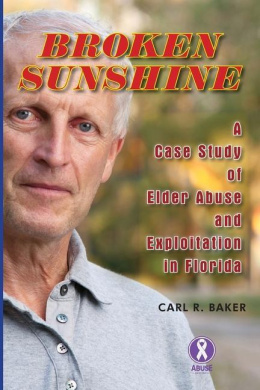 BROKEN
SUNSHINE
A
Case Study
of
Elder Abuse
and
Exploitation
in Florida
CARL R. BAKER
ABUSE